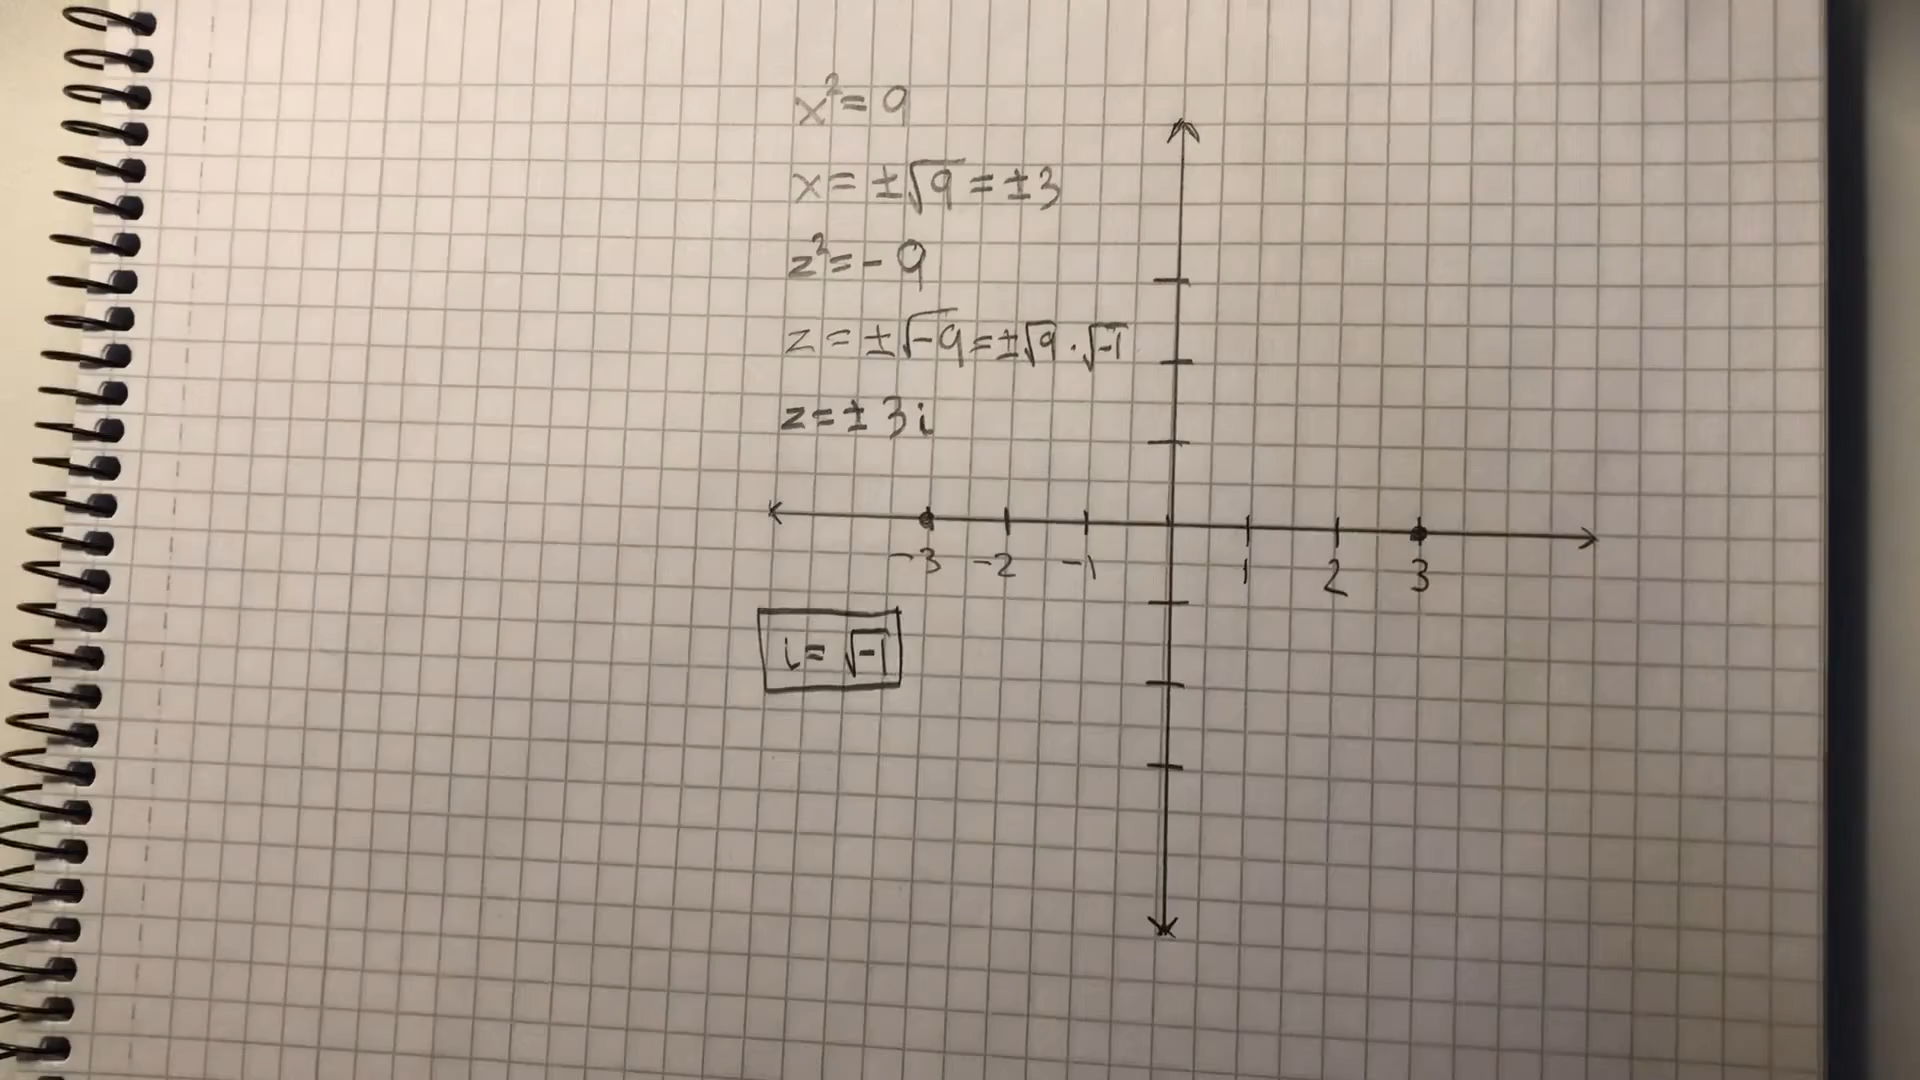 x² = 9
x = ±√9 = ±3
z² = -9
z = ±√-9 = ±√9 · √-1
z = ± 3i
-3 -2 -1 1 2 3
i = √-1